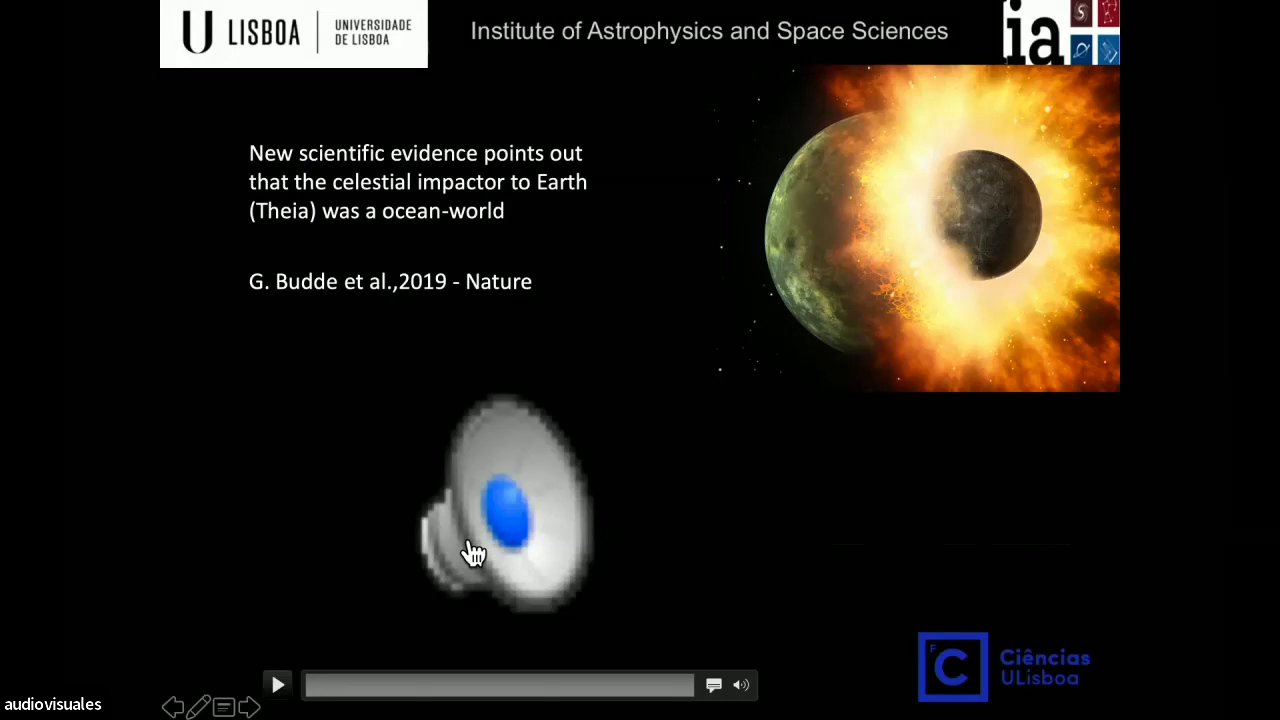 LISBOA
UNIVERSIDADE
DE LISBOA
Institute of Astrophysics and Space Sciences
ia
New scientific evidence points out
that the celestial impactor to Earth
(Theia) was a ocean-world
G. Budde et al.,2019 - Nature
F
C
Ciências
ULisboa
audiovisuales